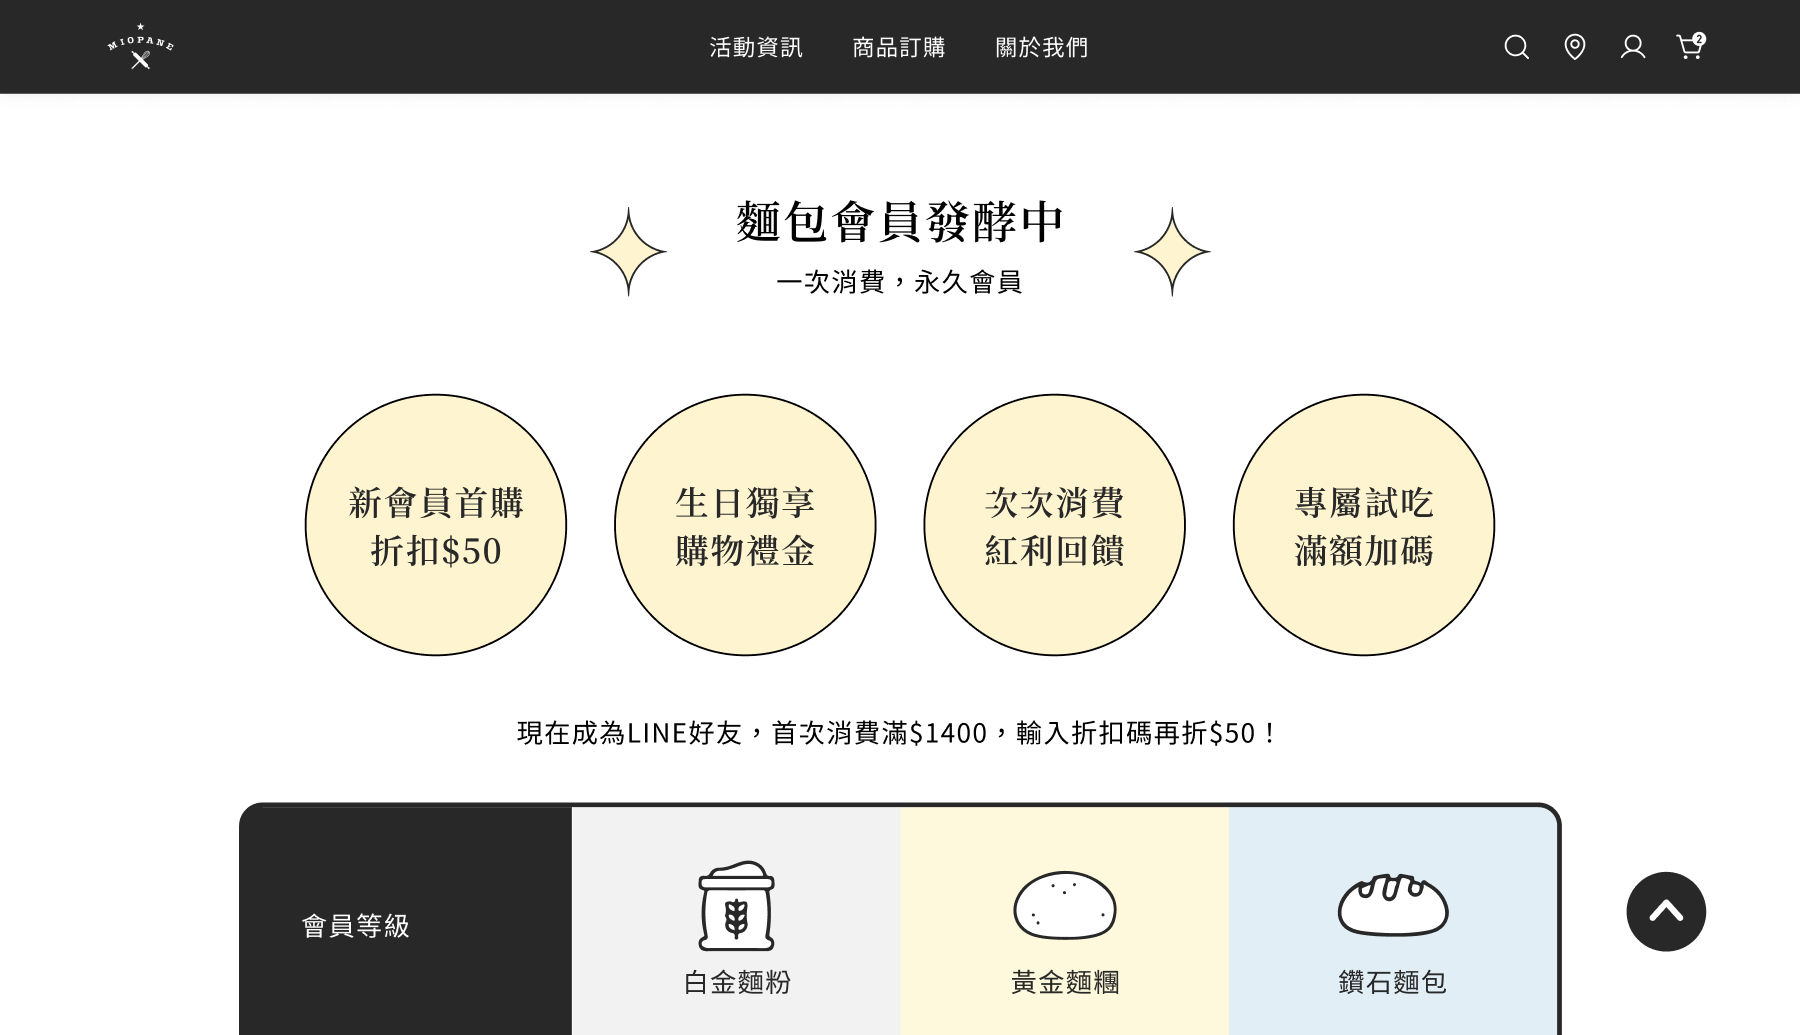 MIOPANE
活動資訊
商品訂購
關於我們
2
麵包會員發酵中
一次消費，永久會員
新會員首購
折扣$50
生日獨享
購物禮金
次次消費
紅利回饋
專屬試吃
滿額加碼
現在成為LINE好友，首次消費滿$1400，輸入折扣碼再折$50！
會員等級
白金麵粉
黃金麵糰
鑽石麵包